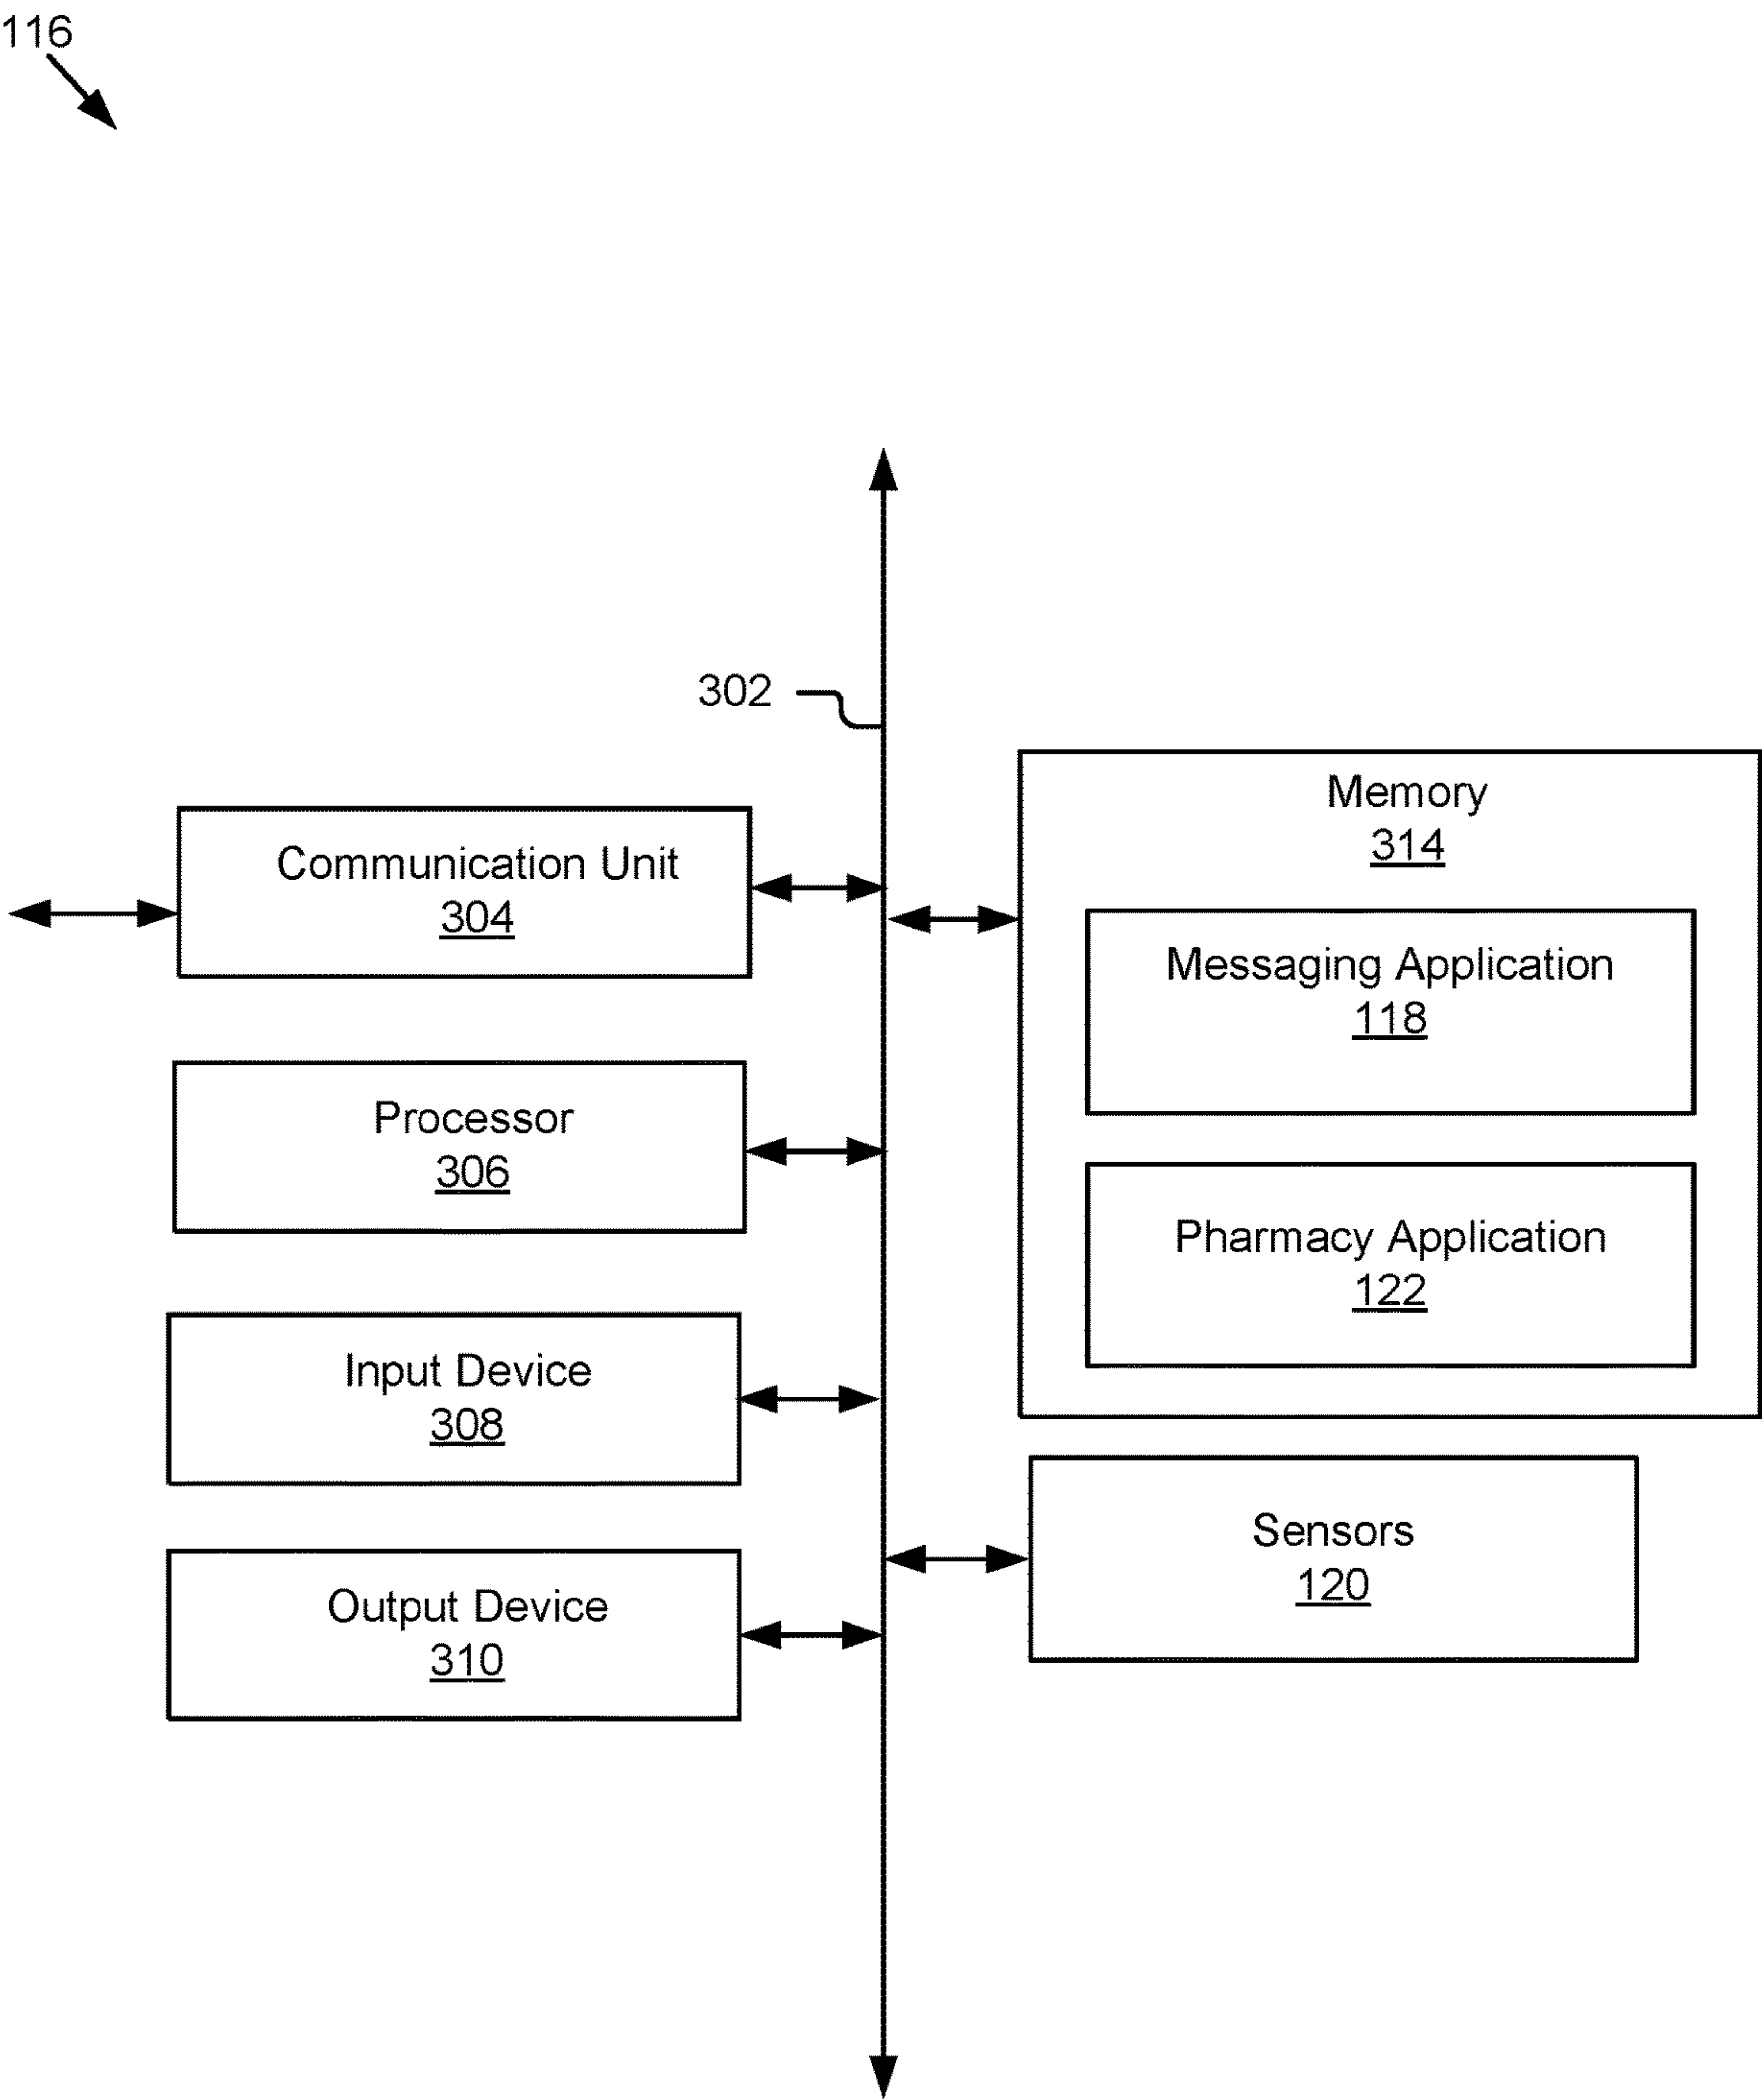 116
302
Communication Unit
304
Processor
306
Input Device
308
Output Device
310
Memory
314
Messaging Application
118
Pharmacy Application
122
Sensors
120